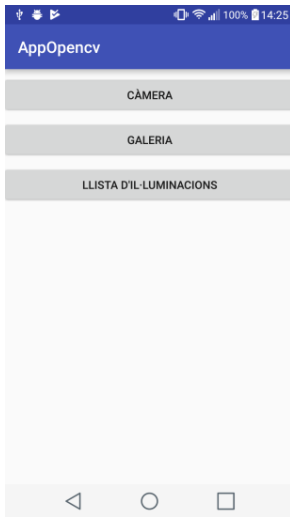 100% 14:25
AppOpencv
CÀMERA
GALERIA
LLISTA D'IL·LUMINACIONS